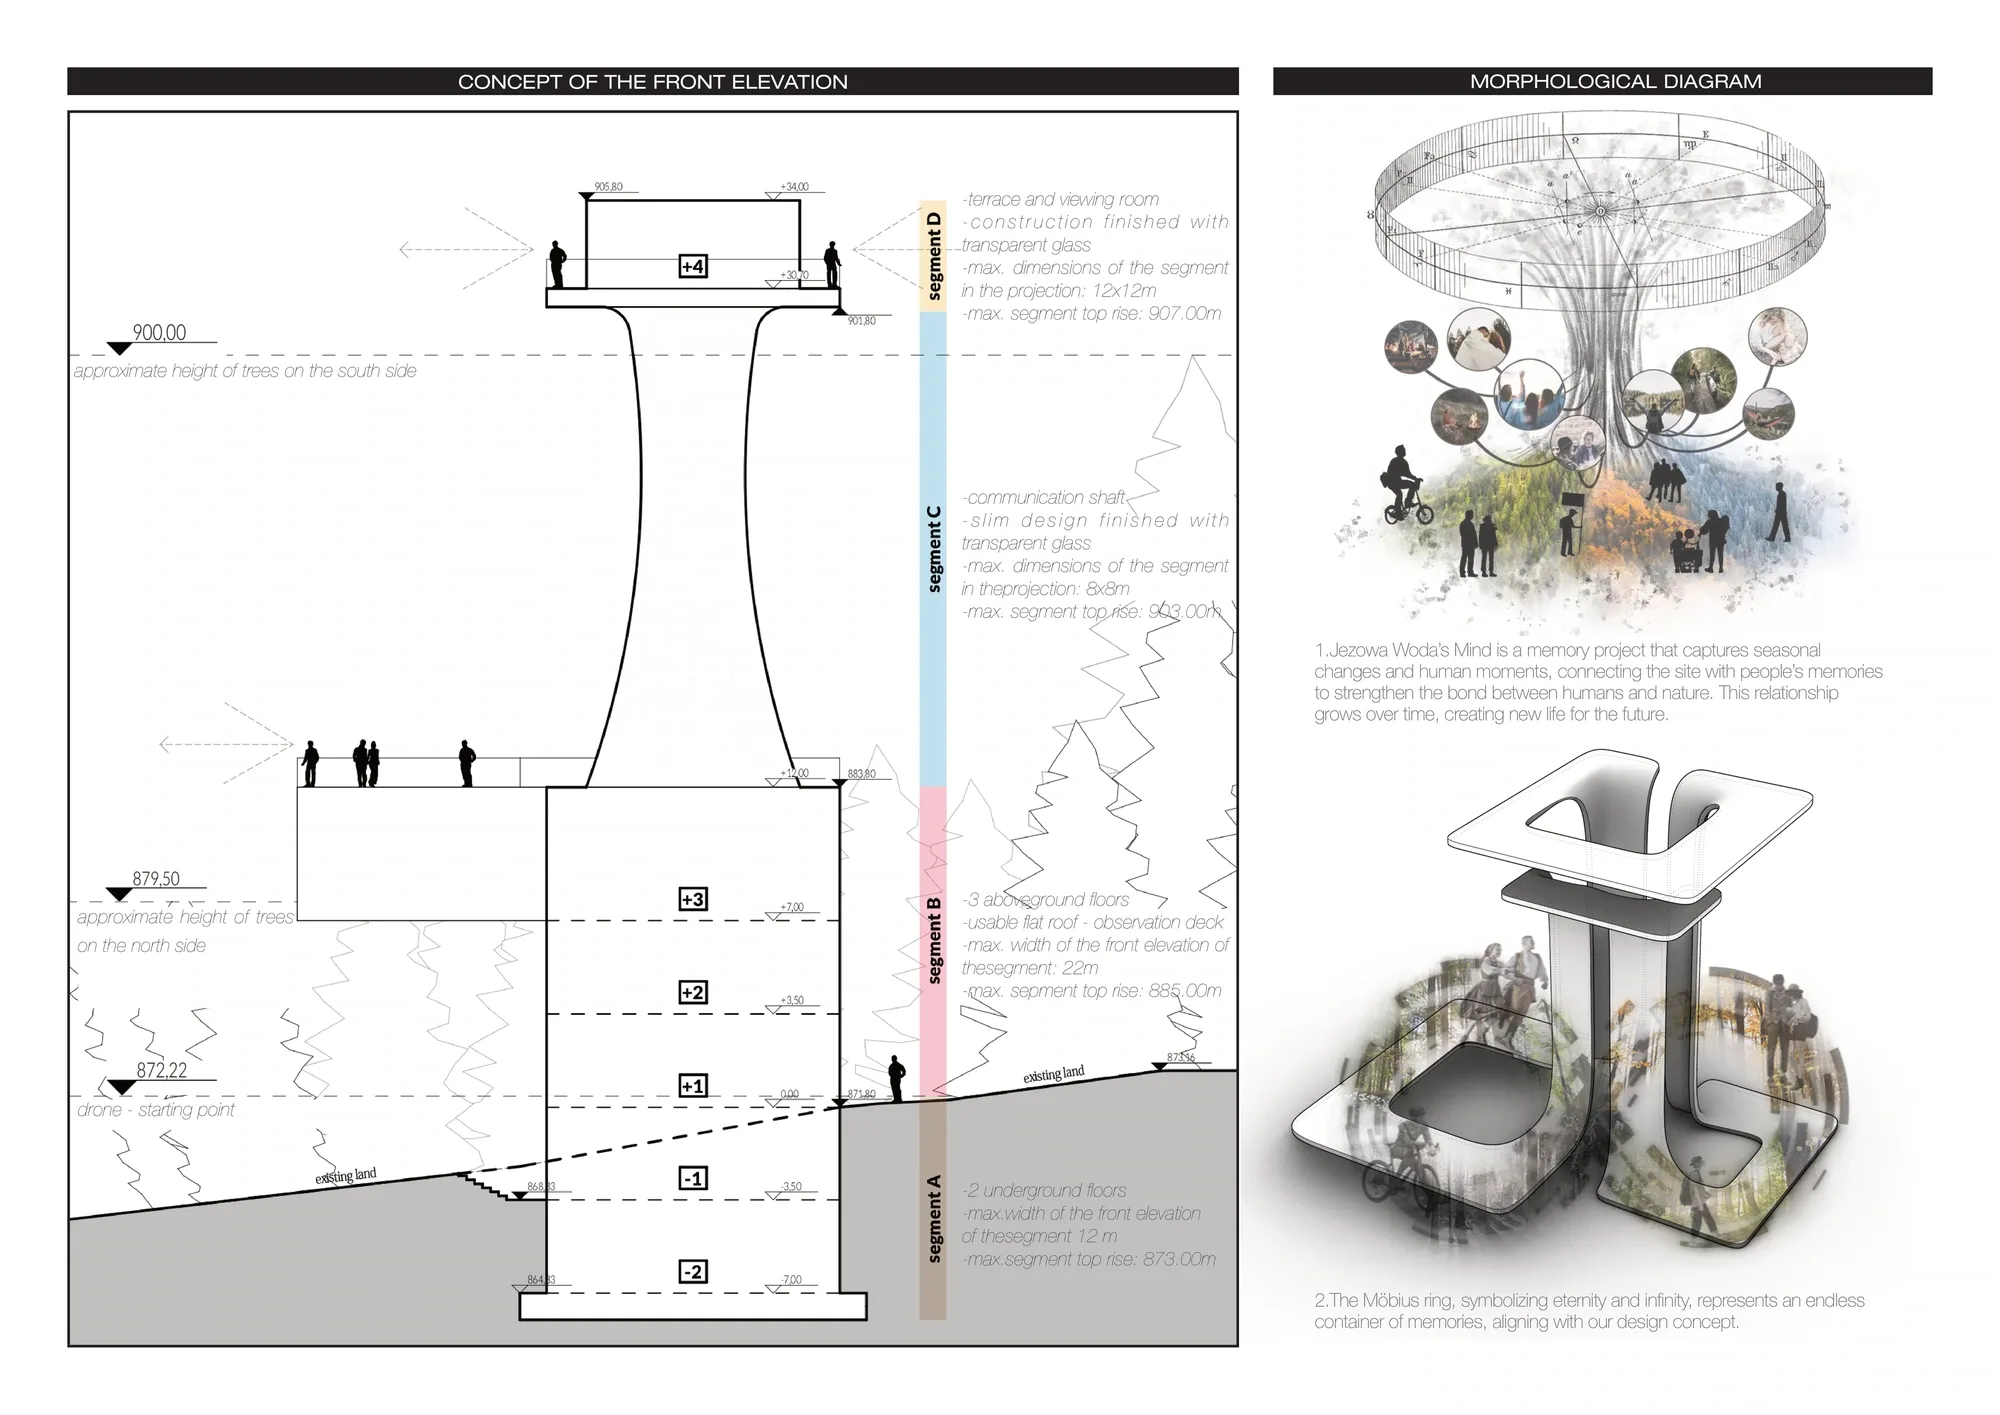 CONCEPT OF THE FRONT ELEVATION
905,80
+34,00
+4
+30,70
901,80
900,00
approximate height of trees on the south side
segment D
-terrace and viewing room
-construction finished with
transparent glass
-max. dimensions of the segment
in the projection: 12x12m
-max. segment top rise: 907.00m
segment C
-communication shaft
-slim design finished with
transparent glass
-max. dimensions of the segment
in theprojection: 8x8m
-max. segment top rise: 903.00m
+12,00
883,80
879,50
approximate height of trees
on the north side
+3
+7,00
+2
+3,50
segment B
-3 aboveground floors
-usable flat roof - observation deck
-max. width of the front elevation of
thesegment: 22m
-max. sepment top rise: 885.00m
872,22
drone - starting point
+1
0,00
871,80
873,16
existing land
existing land
868,33
-1
-3,50
864,83
-2
-7,00
segment A
-2 underground floors
-max.width of the front elevation
of thesegment 12 m
-max.segment top rise: 873.00m
MORPHOLOGICAL DIAGRAM
1.Jezowa Woda's Mind is a memory project that captures seasonal
changes and human moments, connecting the site with people's memories
to strengthen the bond between humans and nature. This relationship
grows over time, creating new life for the future.
2.The Möbius ring, symbolizing eternity and infinity, represents an endless
container of memories, aligning with our design concept.